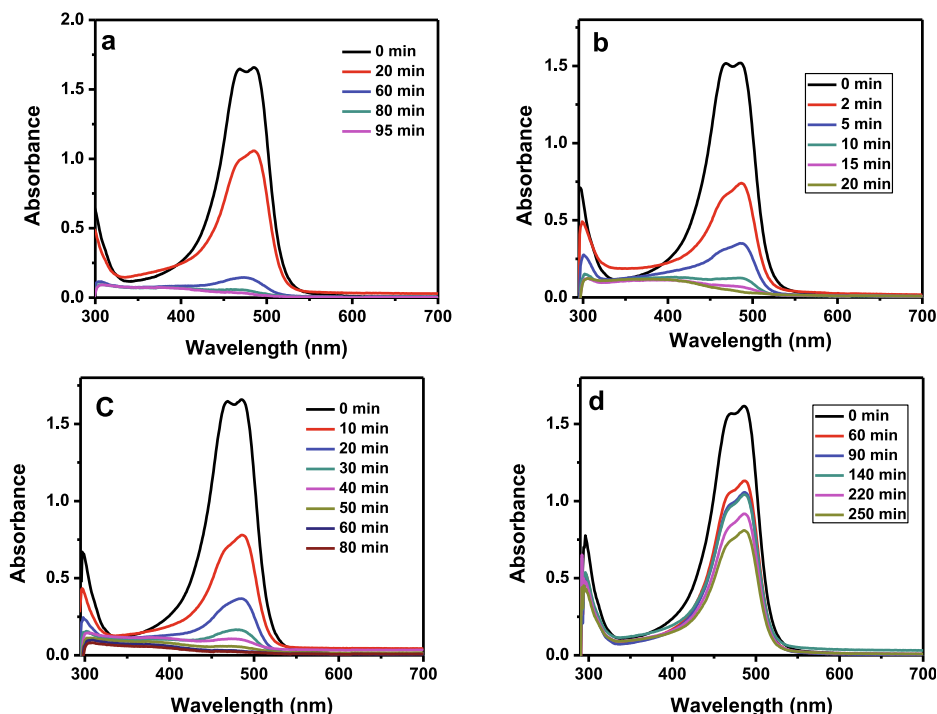 a
Absorbance
2.0
1.5
1.0
0.5
0.0
300 400 500 600 700
Wavelength (nm)
0 min
20 min
60 min
80 min
95 min
b
Absorbance
1.5
1.0
0.5
0.0
300 400 500 600 700
Wavelength (nm)
0 min
2 min
5 min
10 min
15 min
20 min
C
Absorbance
1.5
1.0
0.5
0.0
300 400 500 600 700
Wavelength (nm)
0 min
10 min
20 min
30 min
40 min
50 min
60 min
80 min
d
Absorbance
1.5
1.0
0.5
0.0
300 400 500 600 700
Wavelength (nm)
0 min
60 min
90 min
140 min
220 min
250 min